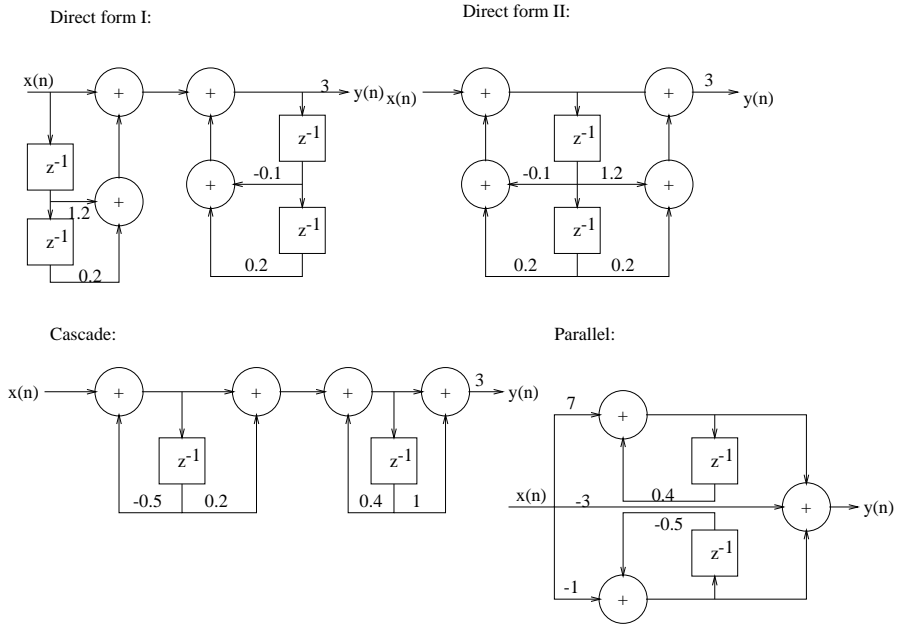 Direct form I:
Direct form II:
x(n) + + 3 y(n)
x(n) + + 3 y(n)
z-1 z-1
z-1
+ + -0.1
+ -0.1 1.2 +
1.2
z-1 z-1
z-1
0.2 0.2
0.2 0.2
Cascade:
Parallel:
x(n) + + + + 3 y(n)
z-1 z-1
-0.5 0.2 0.4 1
7 +
z-1
0.4
x(n) -3 + y(n)
-0.5
z-1
-1 +